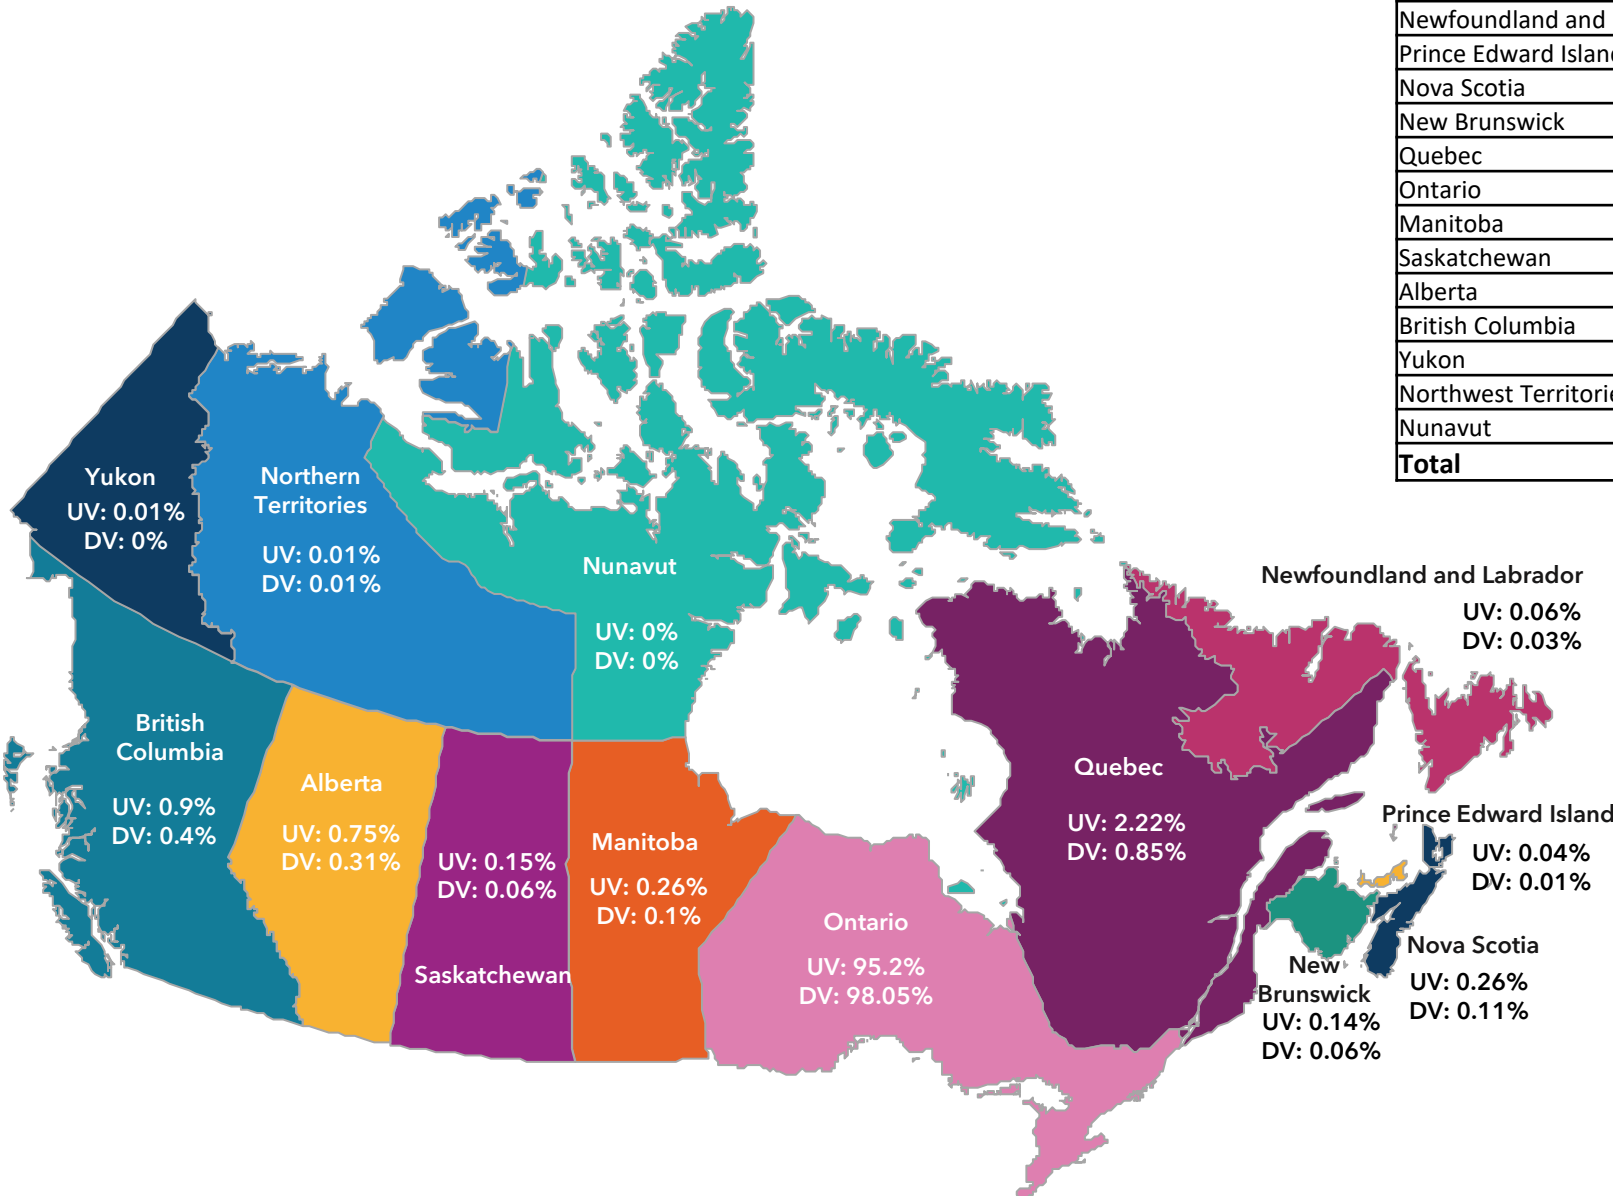 Newfoundland and
Prince Edward Island
Nova Scotia
New Brunswick
Quebec
Ontario
Manitoba
Saskatchewan
Alberta
British Columbia
Yukon
Northwest Territorie
Nunavut
Total
Yukon
UV: 0.01%
DV: 0%
Northern
Territories
UV: 0.01%
DV: 0.01%
Nunavut
UV: 0%
DV: 0%
Newfoundland and Labrador
UV: 0.06%
DV: 0.03%
British
Columbia
UV: 0.9%
DV: 0.4%
Alberta
UV: 0.75%
DV: 0.31%
UV: 0.15%
DV: 0.06%
Saskatchewan
Manitoba
UV: 0.26%
DV: 0.1%
Ontario
UV: 95.2%
DV: 98.05%
Quebec
UV: 2.22%
DV: 0.85%
Prince Edward Island
UV: 0.04%
DV: 0.01%
Nova Scotia
UV: 0.26%
DV: 0.11%
New
Brunswick
UV: 0.14%
DV: 0.06%